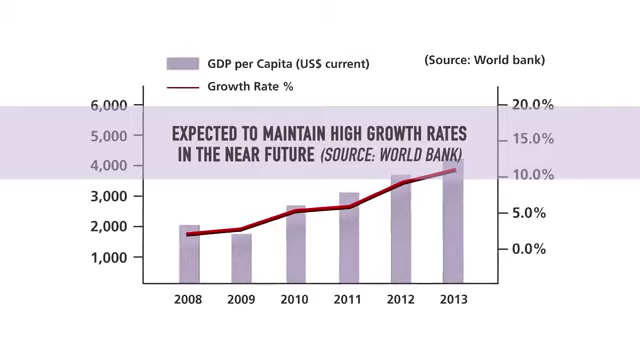 GDP per Capita (US$ current)
(Source: World bank)
Growth Rate %
6,000
20.0%
EXPECTED TO MAINTAIN HIGH GROWTH RATES
5,000
15.0%
IN THE NEAR FUTURE (SOURCE: WORLD BANK)
4,000
10.0%
3,000
5.0%
2,000
0.0%
1,000
2008 2009 2010 2011 2012 2013